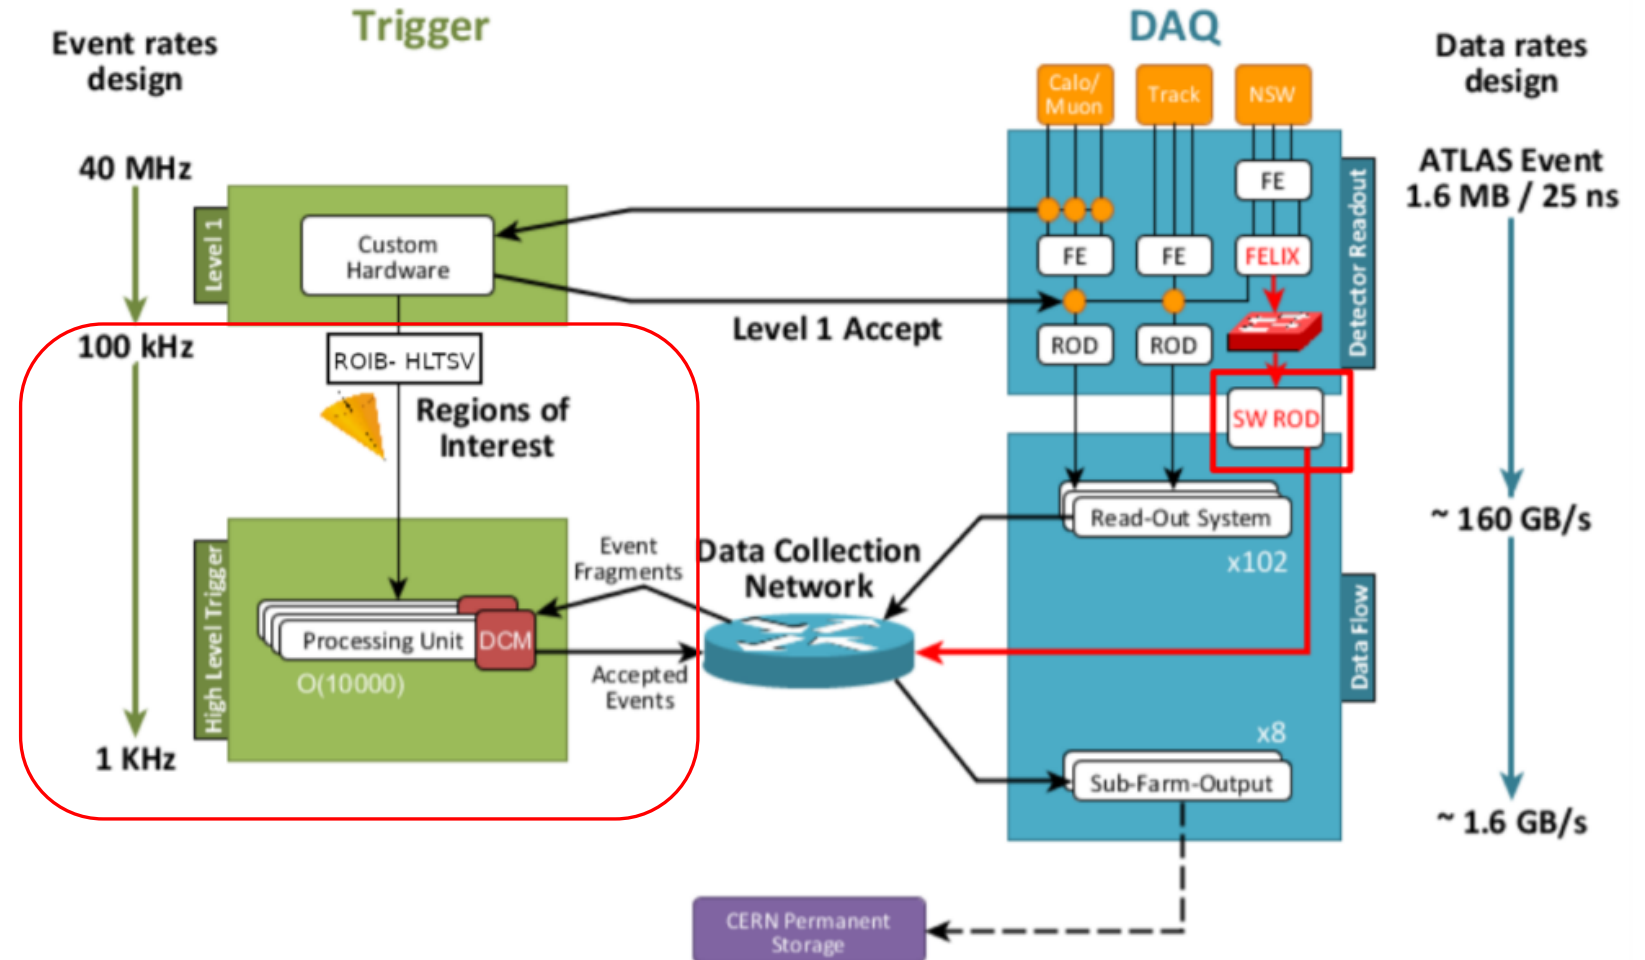 Trigger
DAQ
Event rates
design
Data rates
design
Calo/
Muon
Track
NSW
40 MHz
ATLAS Event
1.6 MB / 25 ns
FE
Level 1
Custom
Hardware
FE
FE
FELIX
Detector Readout
Level 1 Accept
100 kHz
ROIB- HLTSV
ROD
ROD
Regions of
Interest
SW ROD
Read-Out System
~ 160 GB/s
x102
Event
Fragments
Data Collection
Network
High Level Trigger
Processing Unit
DCM
O(10000)
Accepted
Events
Data Flow
1 KHz
x8
Sub-Farm-Output
~ 1.6 GB/s
CERN Permanent
Storage